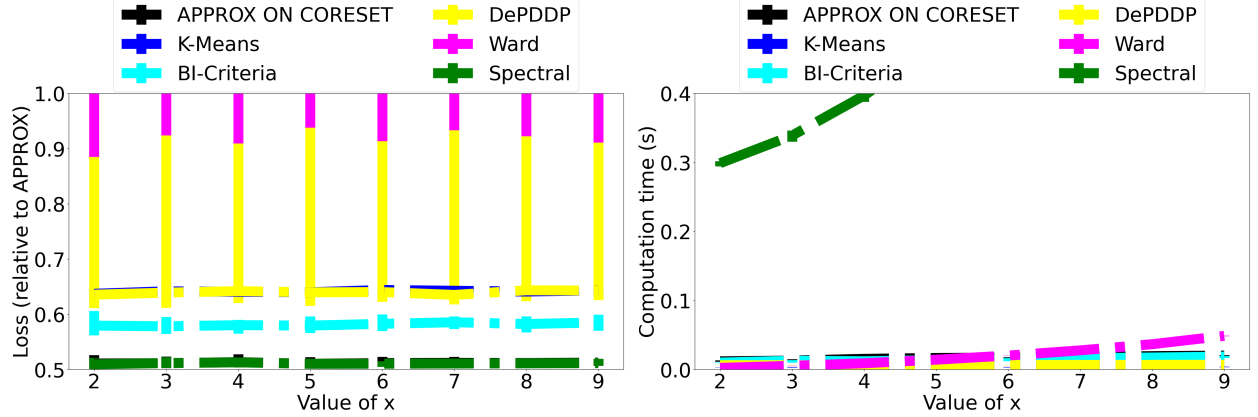 APPROX ON CORESET
K-Means
BI-Criteria
DePDDP
Ward
Spectral
Loss (relative to APPROX)
1.0
0.9
0.8
0.7
0.6
0.5
2 3 4 5 6 7 8 9
Value of x
APPROX ON CORESET
K-Means
BI-Criteria
DePDDP
Ward
Spectral
Computation time (s)
0.4
0.3
0.2
0.1
0.0
2 3 4 5 6 7 8 9
Value of x